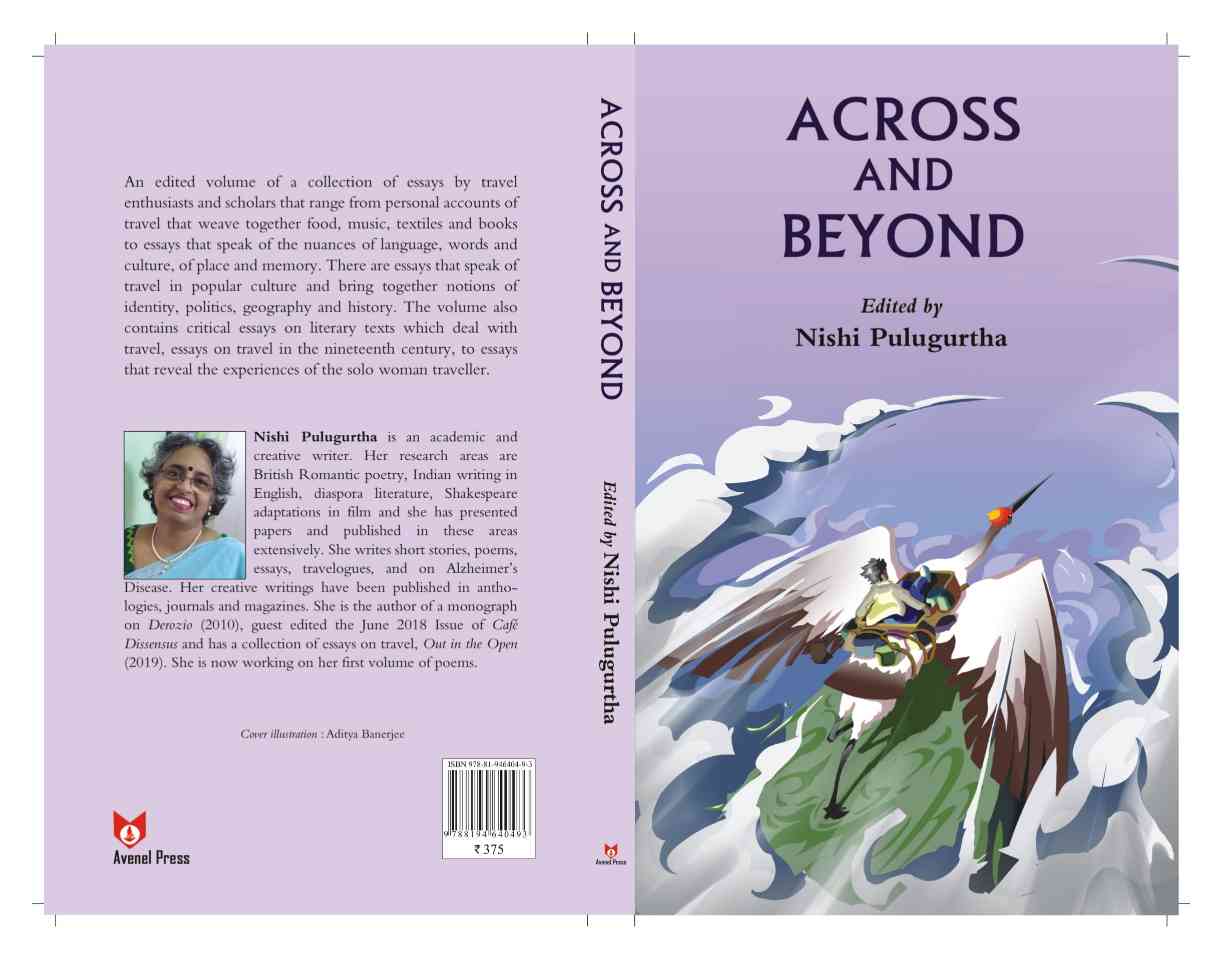 An edited volume of a collection of essays by travel
enthusiasts and scholars that range from personal accounts of
travel that weave together food, music, textiles and books
to essays that speak of the nuances of language, words and
culture, of place and memory. There are essays that speak of
travel in popular culture and bring together notions of
identity, politics, geography and history. The volume also
contains critical essays on literary texts which deal with
travel, essays on travel in the nineteenth century, to essays
that reveal the experiences of the solo woman traveller.
Nishi Pulugurtha is an academic and
creative writer. Her research areas are
British Romantic poetry, Indian writing in
English, diaspora literature, Shakespeare
adaptations in film and she has presented
papers and published in these areas
extensively. She writes short stories, poems,
essays, travelogues, and on Alzheimer's
Disease. Her creative writings have been published in antho-
logies, journals and magazines. She is the author of a monograph
on Derozio (2010), guest edited the June 2018 Issue of Café
Dissensus and has a collection of essays on travel, Out in the Open
(2019). She is now working on her first volume of poems.
Cover illustration : Aditya Banerjee
ISBN 978-81-946404-9-3
9 788194 640493
₹ 375
Avenel Press
ACROSS AND BEYOND
Edited by Nishi Pulugurtha
Avenel Press
ACROSS
AND
BEYOND
Edited by
Nishi Pulugurtha